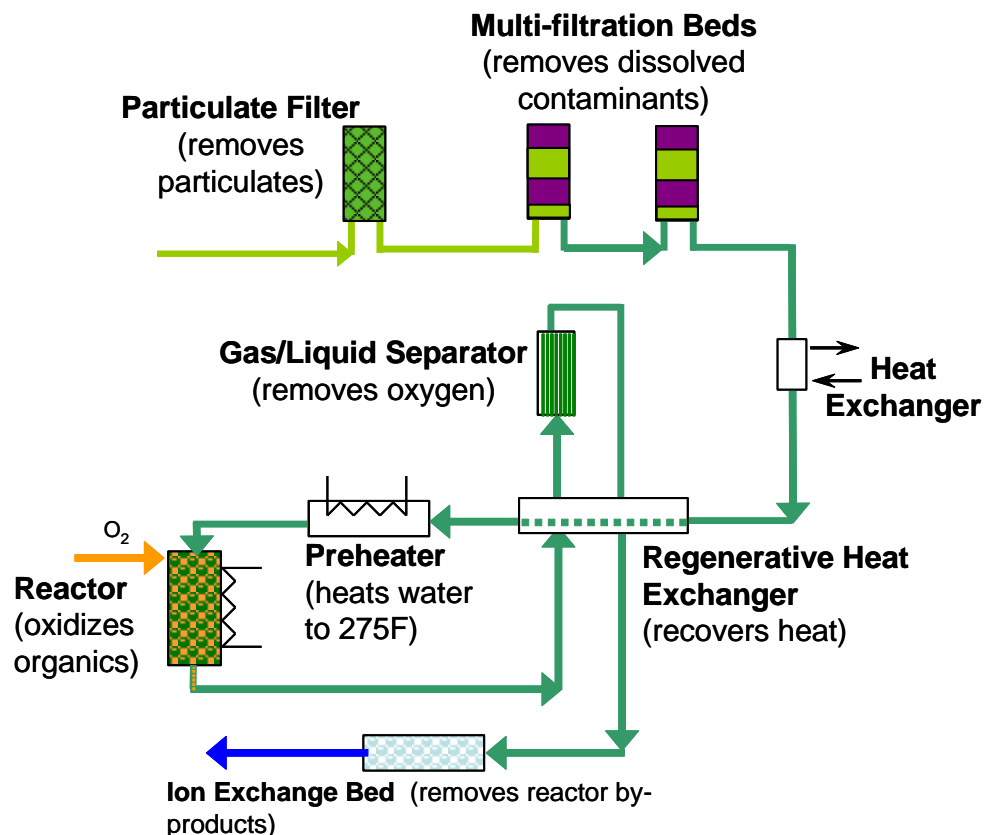 Multi-filtration Beds
(removes dissolved
contaminants)
Particulate Filter
(removes
particulates)
Gas/Liquid Separator
(removes oxygen)
Heat
Exchanger
O2
Preheater
(heats water
to 275F)
Regenerative Heat
Exchanger
(recovers heat)
Reactor
(oxidizes
organics)
Ion Exchange Bed (removes reactor by-
products)